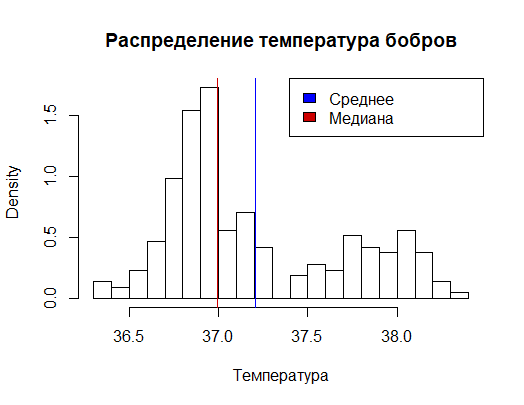 Распределение температура бобров
Среднее
Медиана
Density
0.0 0.5 1.0 1.5
36.5 37.0 37.5 38.0
Температура